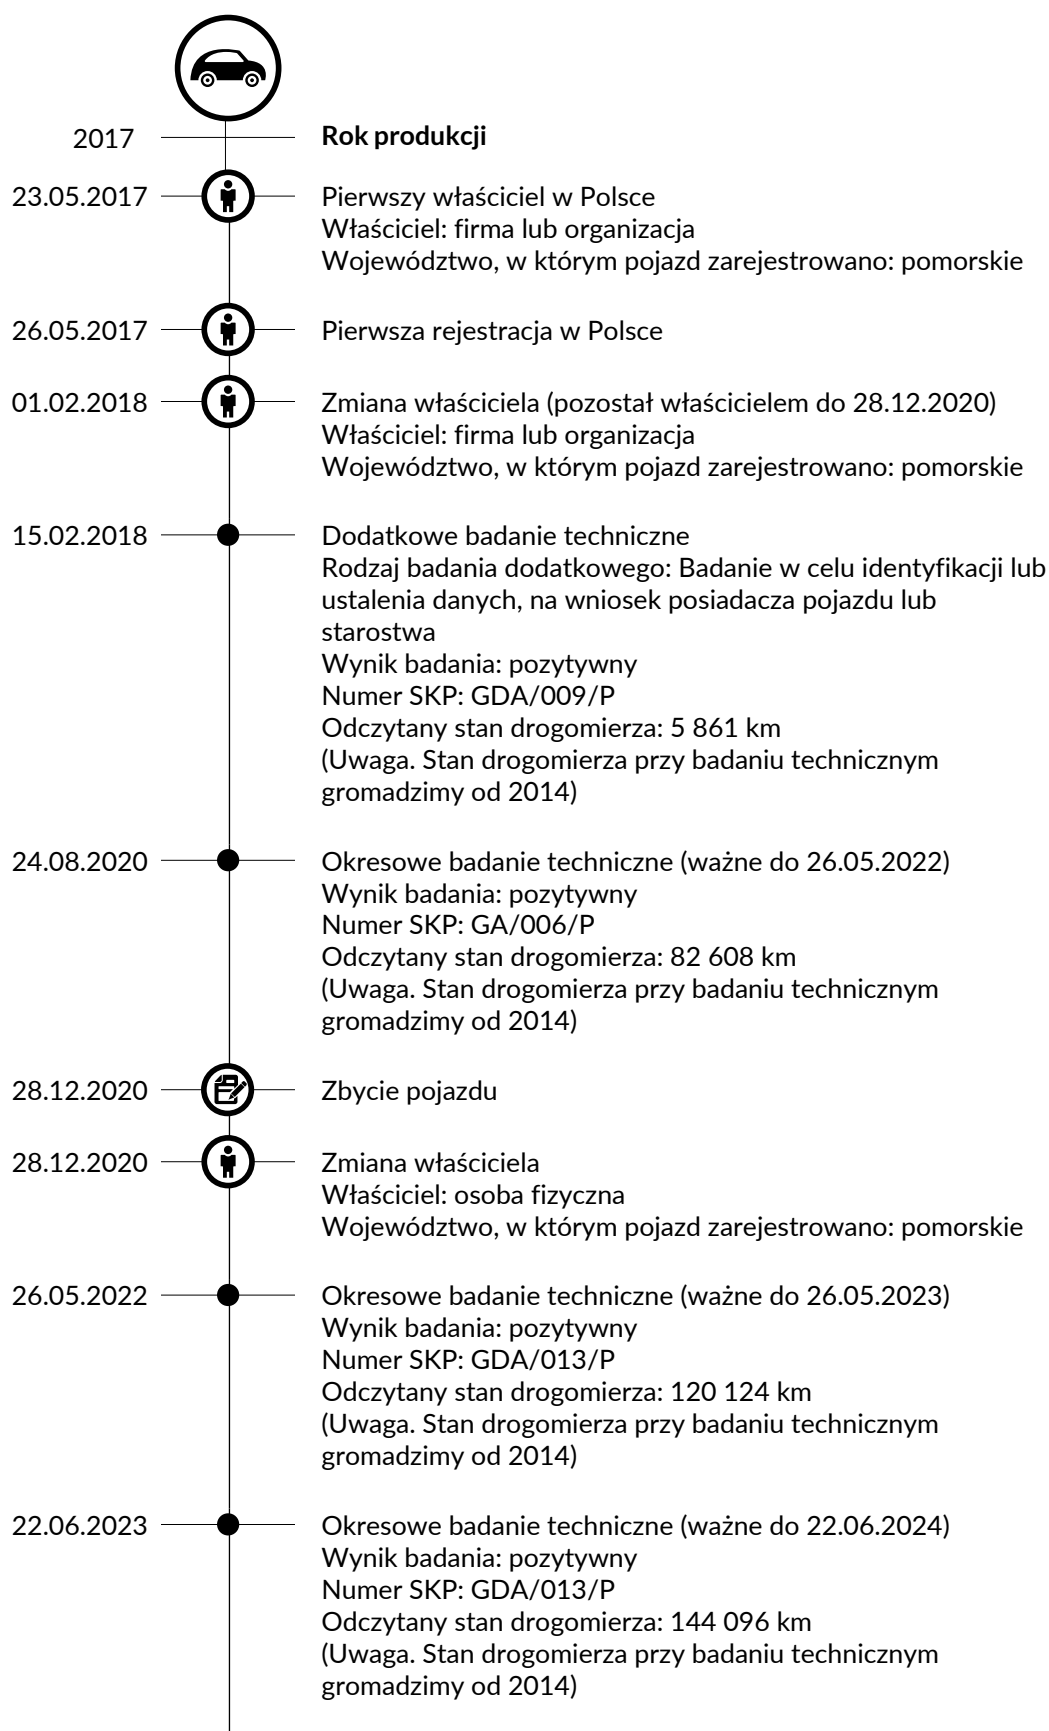 2017 Rok produkcji
23.05.2017 Pierwszy właściciel w Polsce
Właściciel: firma lub organizacja
Województwo, w którym pojazd zarejestrowano: pomorskie
26.05.2017 Pierwsza rejestracja w Polsce
01.02.2018 Zmiana właściciela (pozostał właścicielem do 28.12.2020)
Właściciel: firma lub organizacja
Województwo, w którym pojazd zarejestrowano: pomorskie
15.02.2018 Dodatkowe badanie techniczne
Rodzaj badania dodatkowego: Badanie w celu identyfikacji lub
ustalenia danych, na wniosek posiadacza pojazdu lub
starostwa
Wynik badania: pozytywny
Numer SKP: GDA/009/P
Odczytany stan drogomierza: 5 861 km
(Uwaga. Stan drogomierza przy badaniu technicznym
gromadzimy od 2014)
24.08.2020 Okresowe badanie techniczne (ważne do 26.05.2022)
Wynik badania: pozytywny
Numer SKP: GA/006/P
Odczytany stan drogomierza: 82 608 km
(Uwaga. Stan drogomierza przy badaniu technicznym
gromadzimy od 2014)
28.12.2020 Zbycie pojazdu
28.12.2020 Zmiana właściciela
Właściciel: osoba fizyczna
Województwo, w którym pojazd zarejestrowano: pomorskie
26.05.2022 Okresowe badanie techniczne (ważne do 26.05.2023)
Wynik badania: pozytywny
Numer SKP: GDA/013/P
Odczytany stan drogomierza: 120 124 km
(Uwaga. Stan drogomierza przy badaniu technicznym
gromadzimy od 2014)
22.06.2023 Okresowe badanie techniczne (ważne do 22.06.2024)
Wynik badania: pozytywny
Numer SKP: GDA/013/P
Odczytany stan drogomierza: 144 096 km
(Uwaga. Stan drogomierza przy badaniu technicznym
gromadzimy od 2014)